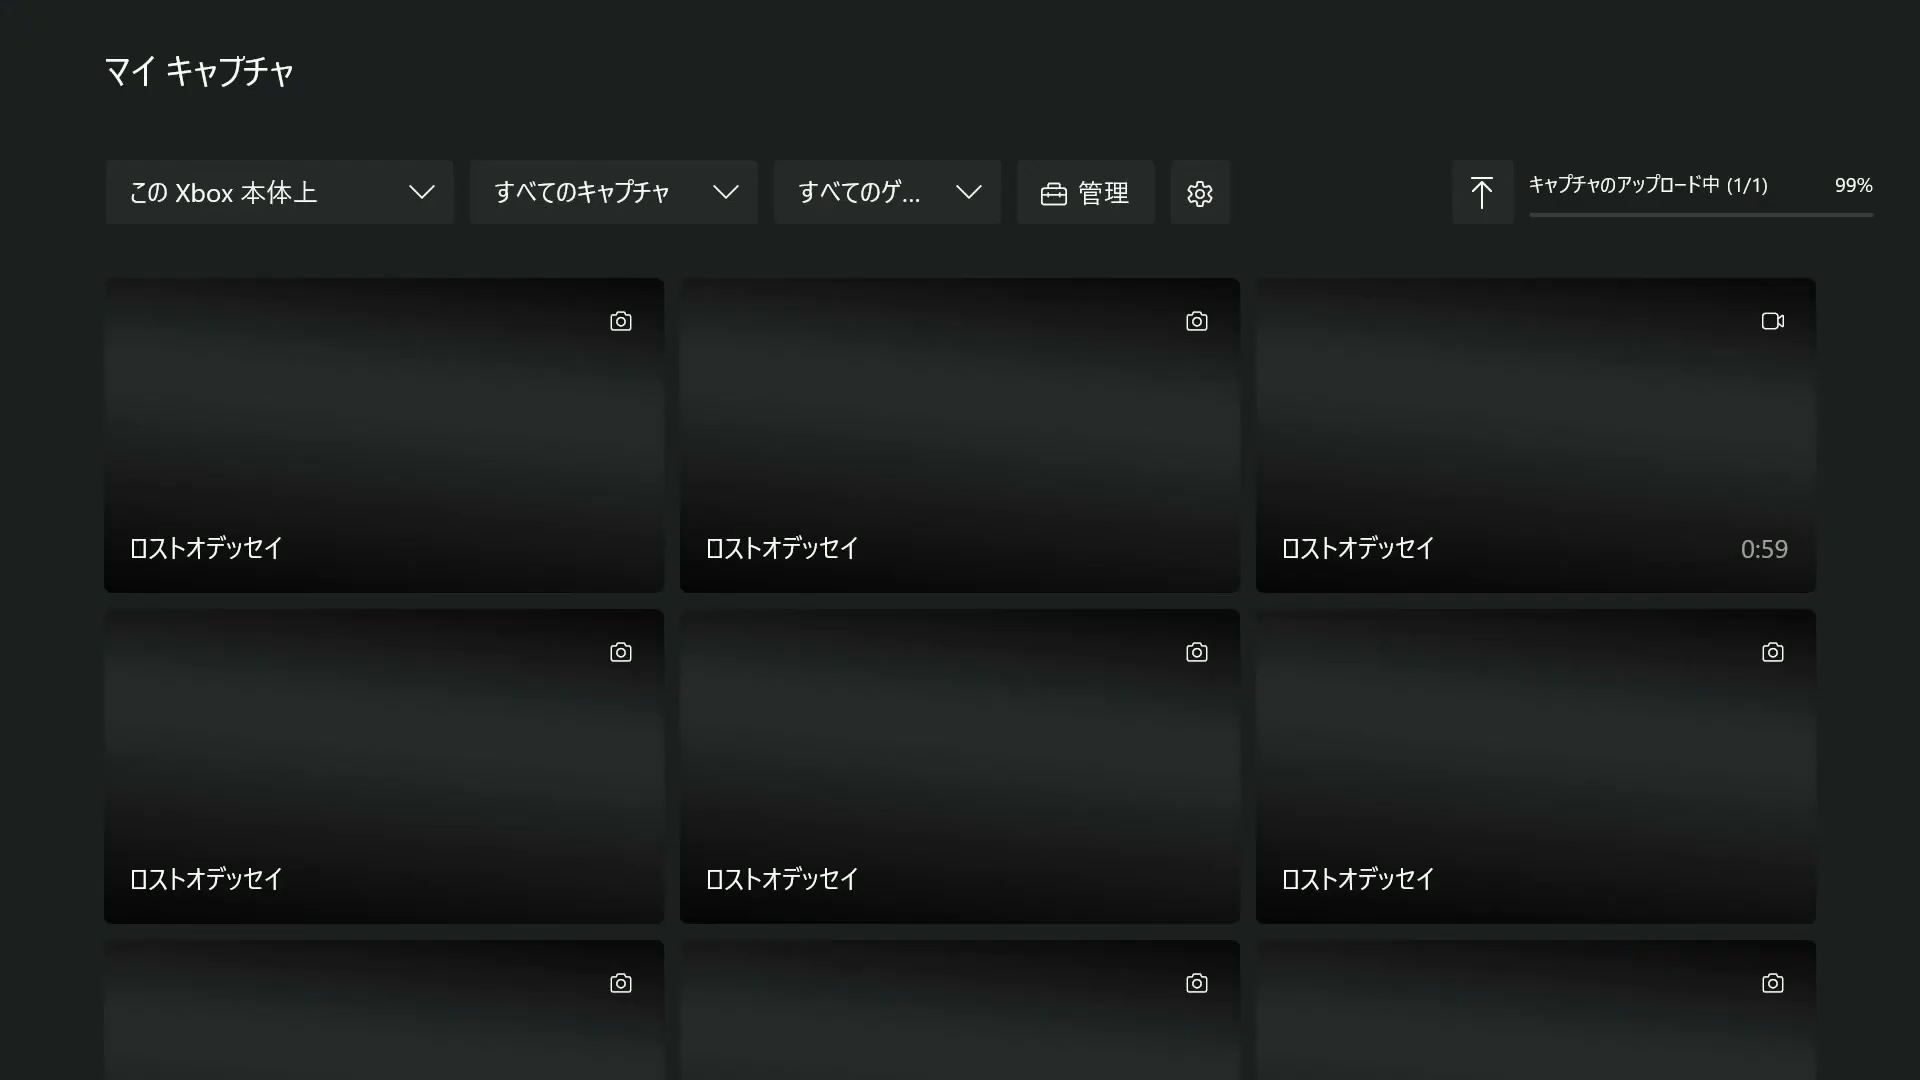 マイ キャプチャ
この Xbox 本体上
すべてのキャプチャ
すべてのゲ...
管理
キャプチャのアップロード中 (1/1)
99%
ロストオデッセイ
ロストオデッセイ
ロストオデッセイ
0:59
ロストオデッセイ
ロストオデッセイ
ロストオデッセイ